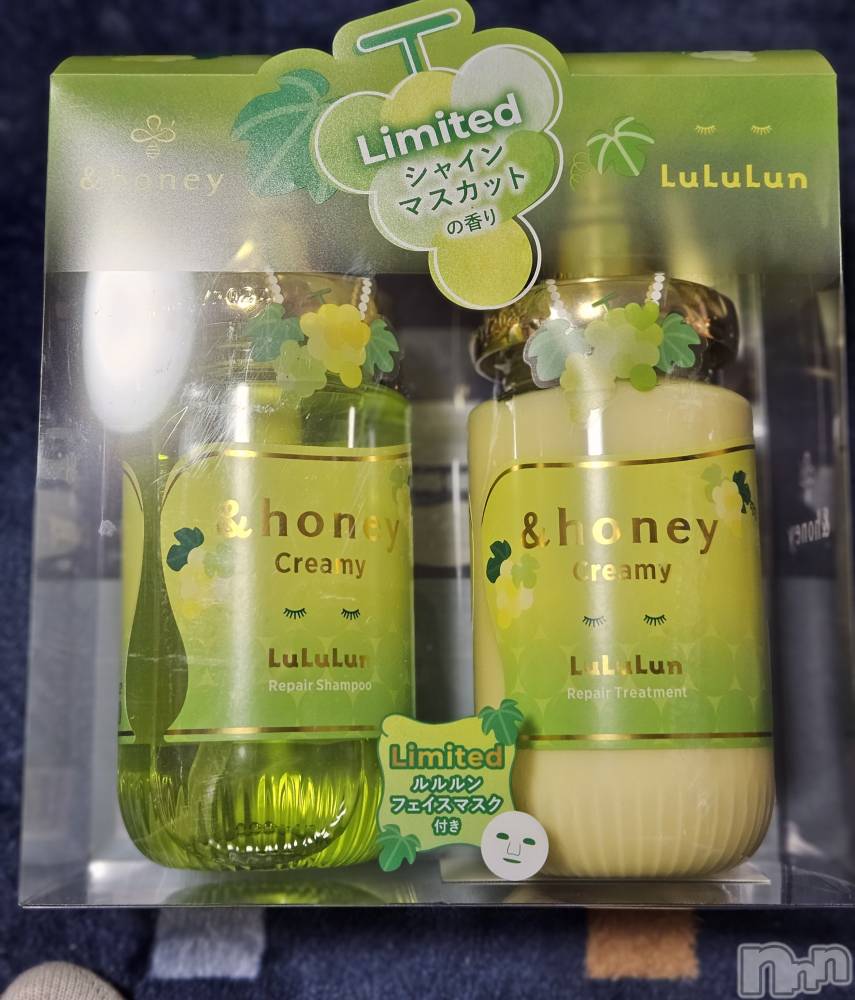 Limited
シャイン
マスカット
の香り
&honey
LuLuLun
&honey
Creamy
LuLuLun
Repair Shampoo
&honey
Creamy
LuLuLun
Repair Treatment
&honey
Limited
ルルルン
フェイスマスク
付き
nnn